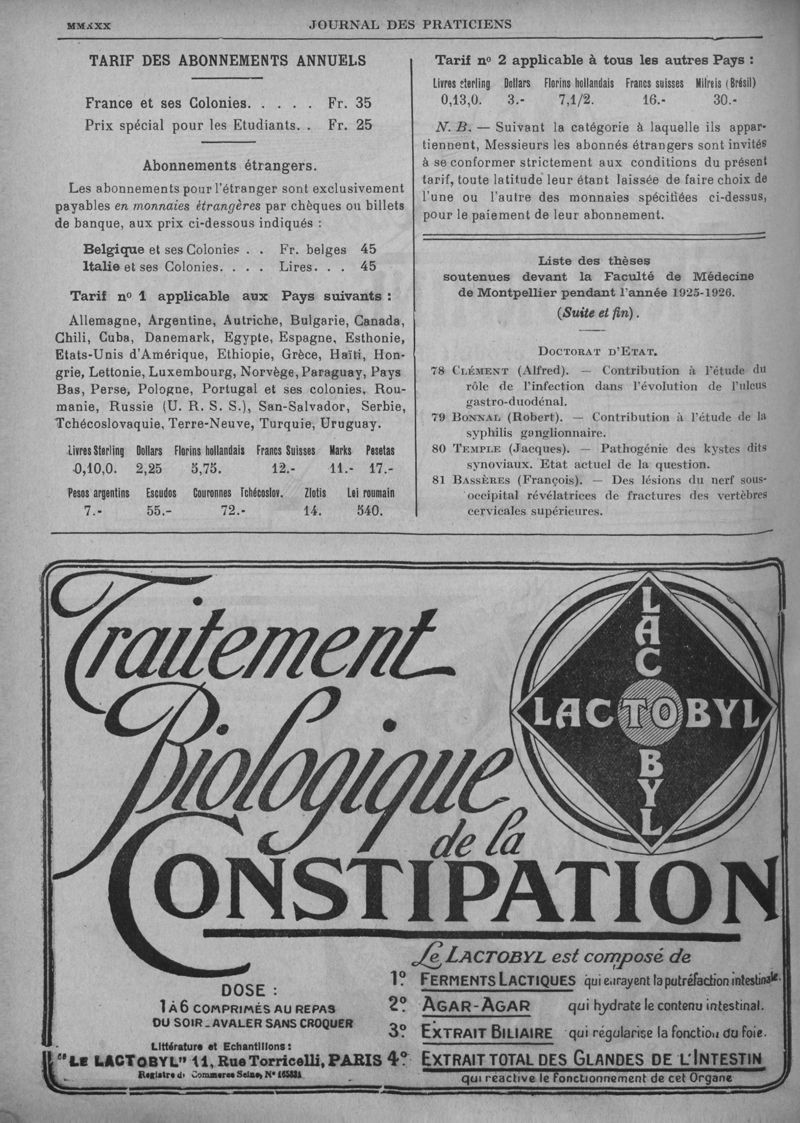 MMXXX
JOURNAL DES PRATICIENS
TARIF DES ABONNEMENTS ANNUELS
France et ses Colonies. . . . . Fr. 35
Prix spécial pour les Etudiants. . Fr. 25
Abonnements étrangers.
Les abonnements pour l'étranger sont exclusivement
payables en monnaies étrangères par chèques ou billets
de banque, aux prix ci-dessous indiqués :
Belgique et ses Colonies . . Fr. belges 45
Italie et ses Colonies. . . . Lires. . . 45
Tarif nº 1 applicable aux Pays suivants :
Allemagne, Argentine, Autriche, Bulgarie, Canada,
Chili, Cuba, Danemark, Egypte, Espagne, Esthonie,
Etats-Unis d'Amérique, Ethiopie, Grèce, Haïti, Hon-
grie, Lettonie, Luxembourg, Norvège, Paraguay, Pays
Bas, Perse, Pologne, Portugal et ses colonies, Rou-
manie, Russie (U. R. S. S.), San-Salvador, Serbie,
Tchécoslovaquie, Terre-Neuve, Turquie, Uruguay.
Livres Sterling Dollars Florins hollandais Francs Suisses Marks Pesetas
0,10,0. 2,25 5,75. 12.- 11.- 17.-
Pesos argentins Escudos Couronnes Tchécoslov. Zlotis Lei roumain
7.- 55.- 72.- 14. 540.
Tarif nº 2 applicable à tous les autres Pays :
Livres sterling Dollars Florins hollandais Francs suisses Milreis (Brésil)
0,13,0. 3.- 7,1/2. 16.- 30.-
N. B. — Suivant la catégorie à laquelle ils appar-
tiennent, Messieurs les abonnés étrangers sont invités
à se conformer strictement aux conditions du présent
tarif, toute latitude leur étant laissée de faire choix de
l'une ou l'autre des monnaies spécifiées ci-dessus,
pour le paiement de leur abonnement.
Liste des thèses
soutenues devant la Faculté de Médecine
de Montpellier pendant l'année 1925-1926.
(Suite et fin).
DOCTORAT D'ETAT.
78 CLÉMENT (Alfred). — Contribution à l'étude du
rôle de l'infection dans l'évolution de l'ulcus
gastro-duodénal.
79 BONNAL (Robert). — Contribution à l'étude de la
syphilis ganglionnaire.
80 TEMPLE (Jacques). — Pathogénie des kystes dits
synoviaux. Etat actuel de la question.
81 BASSÈRES (François). — Des lésions du nerf sous-
occipital révélatrices de fractures des vertèbres
cervicales supérieures.
Traitement
Biologique
de la
CONSTIPATION
LACTOBYL
LACTOBYL
Le LACTOBYL est composé de
1º FERMENTS LACTIQUES qui enrayent la putréfaction intestinale.
2º AGAR-AGAR qui hydrate le contenu intestinal.
3º EXTRAIT BILIAIRE qui régularise la fonction du foie.
4º EXTRAIT TOTAL DES GLANDES DE L'INTESTIN
qui réactive le fonctionnement de cet Organe
DOSE :
1 À 6 COMPRIMÉS AU REPAS
DU SOIR_AVALER SANS CROQUER
Littérature et Echantillons :
"LE LACTOBYL" 11, Rue Torricelli, PARIS
Registre du Commerce Seine, Nº 165831